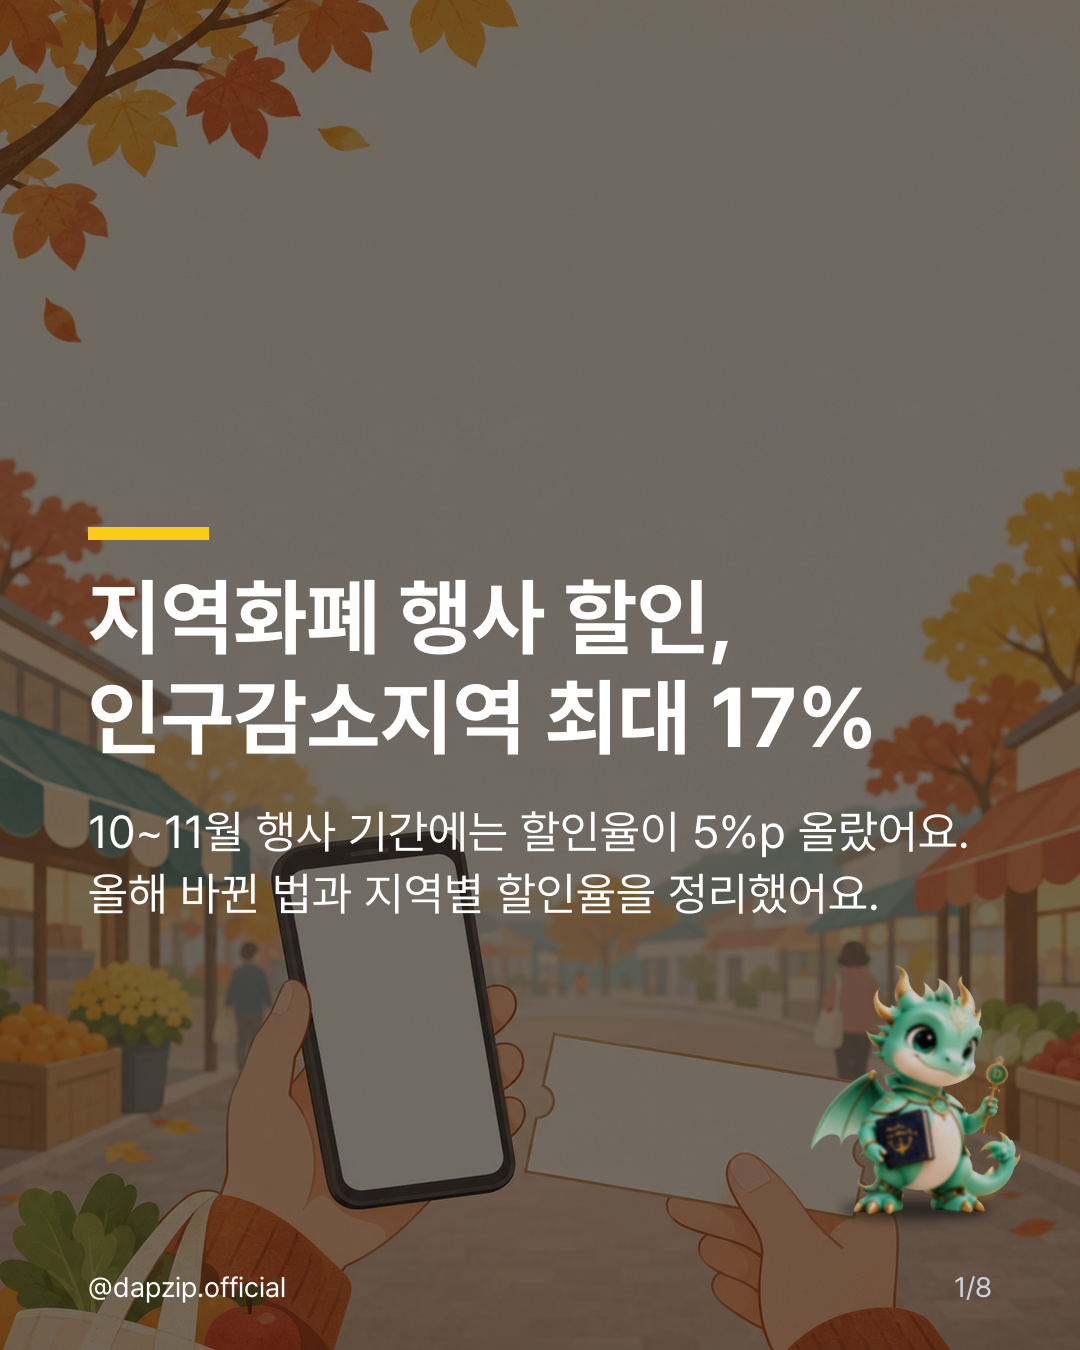 지역화폐 행사 할인,
인구감소지역 최대 17%
10~11월 행사 기간에는 할인율이 5%p 올랐어요.
올해 바뀐 법과 지역별 할인율을 정리했어요.
@dapzip.official
1/8